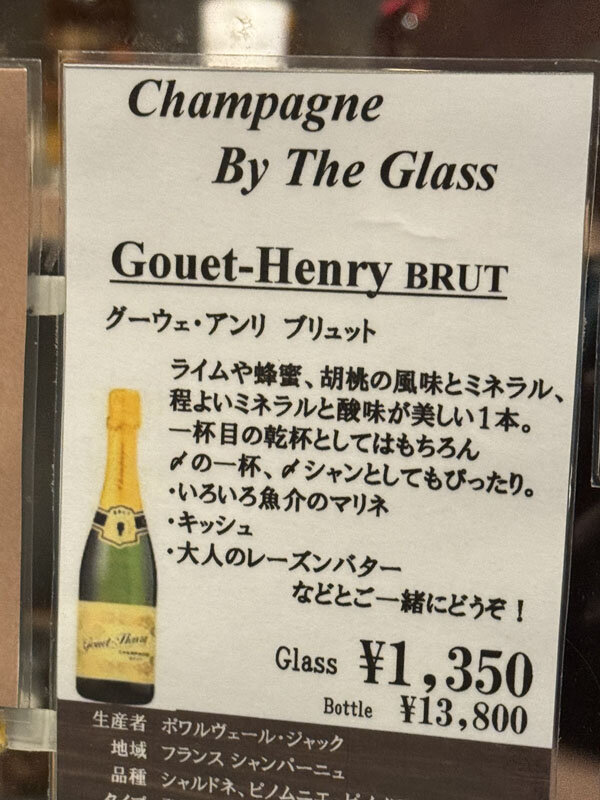 Champagne
By The Glass
Gouet-Henry BRUT
グーウェ・アンリ ブリュット
ライムや蜂蜜、胡桃の風味とミネラル、
程よいミネラルと酸味が美しい1本。
一杯目の乾杯としてはもちろん
〆の一杯、〆シャンとしてもぴったり。
・いろいろ魚介のマリネ
・キッシュ
・大人のレーズンバター
などとご一緒にどうぞ！
Gouet-Henry
Glass ¥1,350
Bottle ¥13,800
生産者 ボワルヴェール・ジャック
地域 フランス シャンパーニュ
品種 シャルドネ、ピノムニエ、